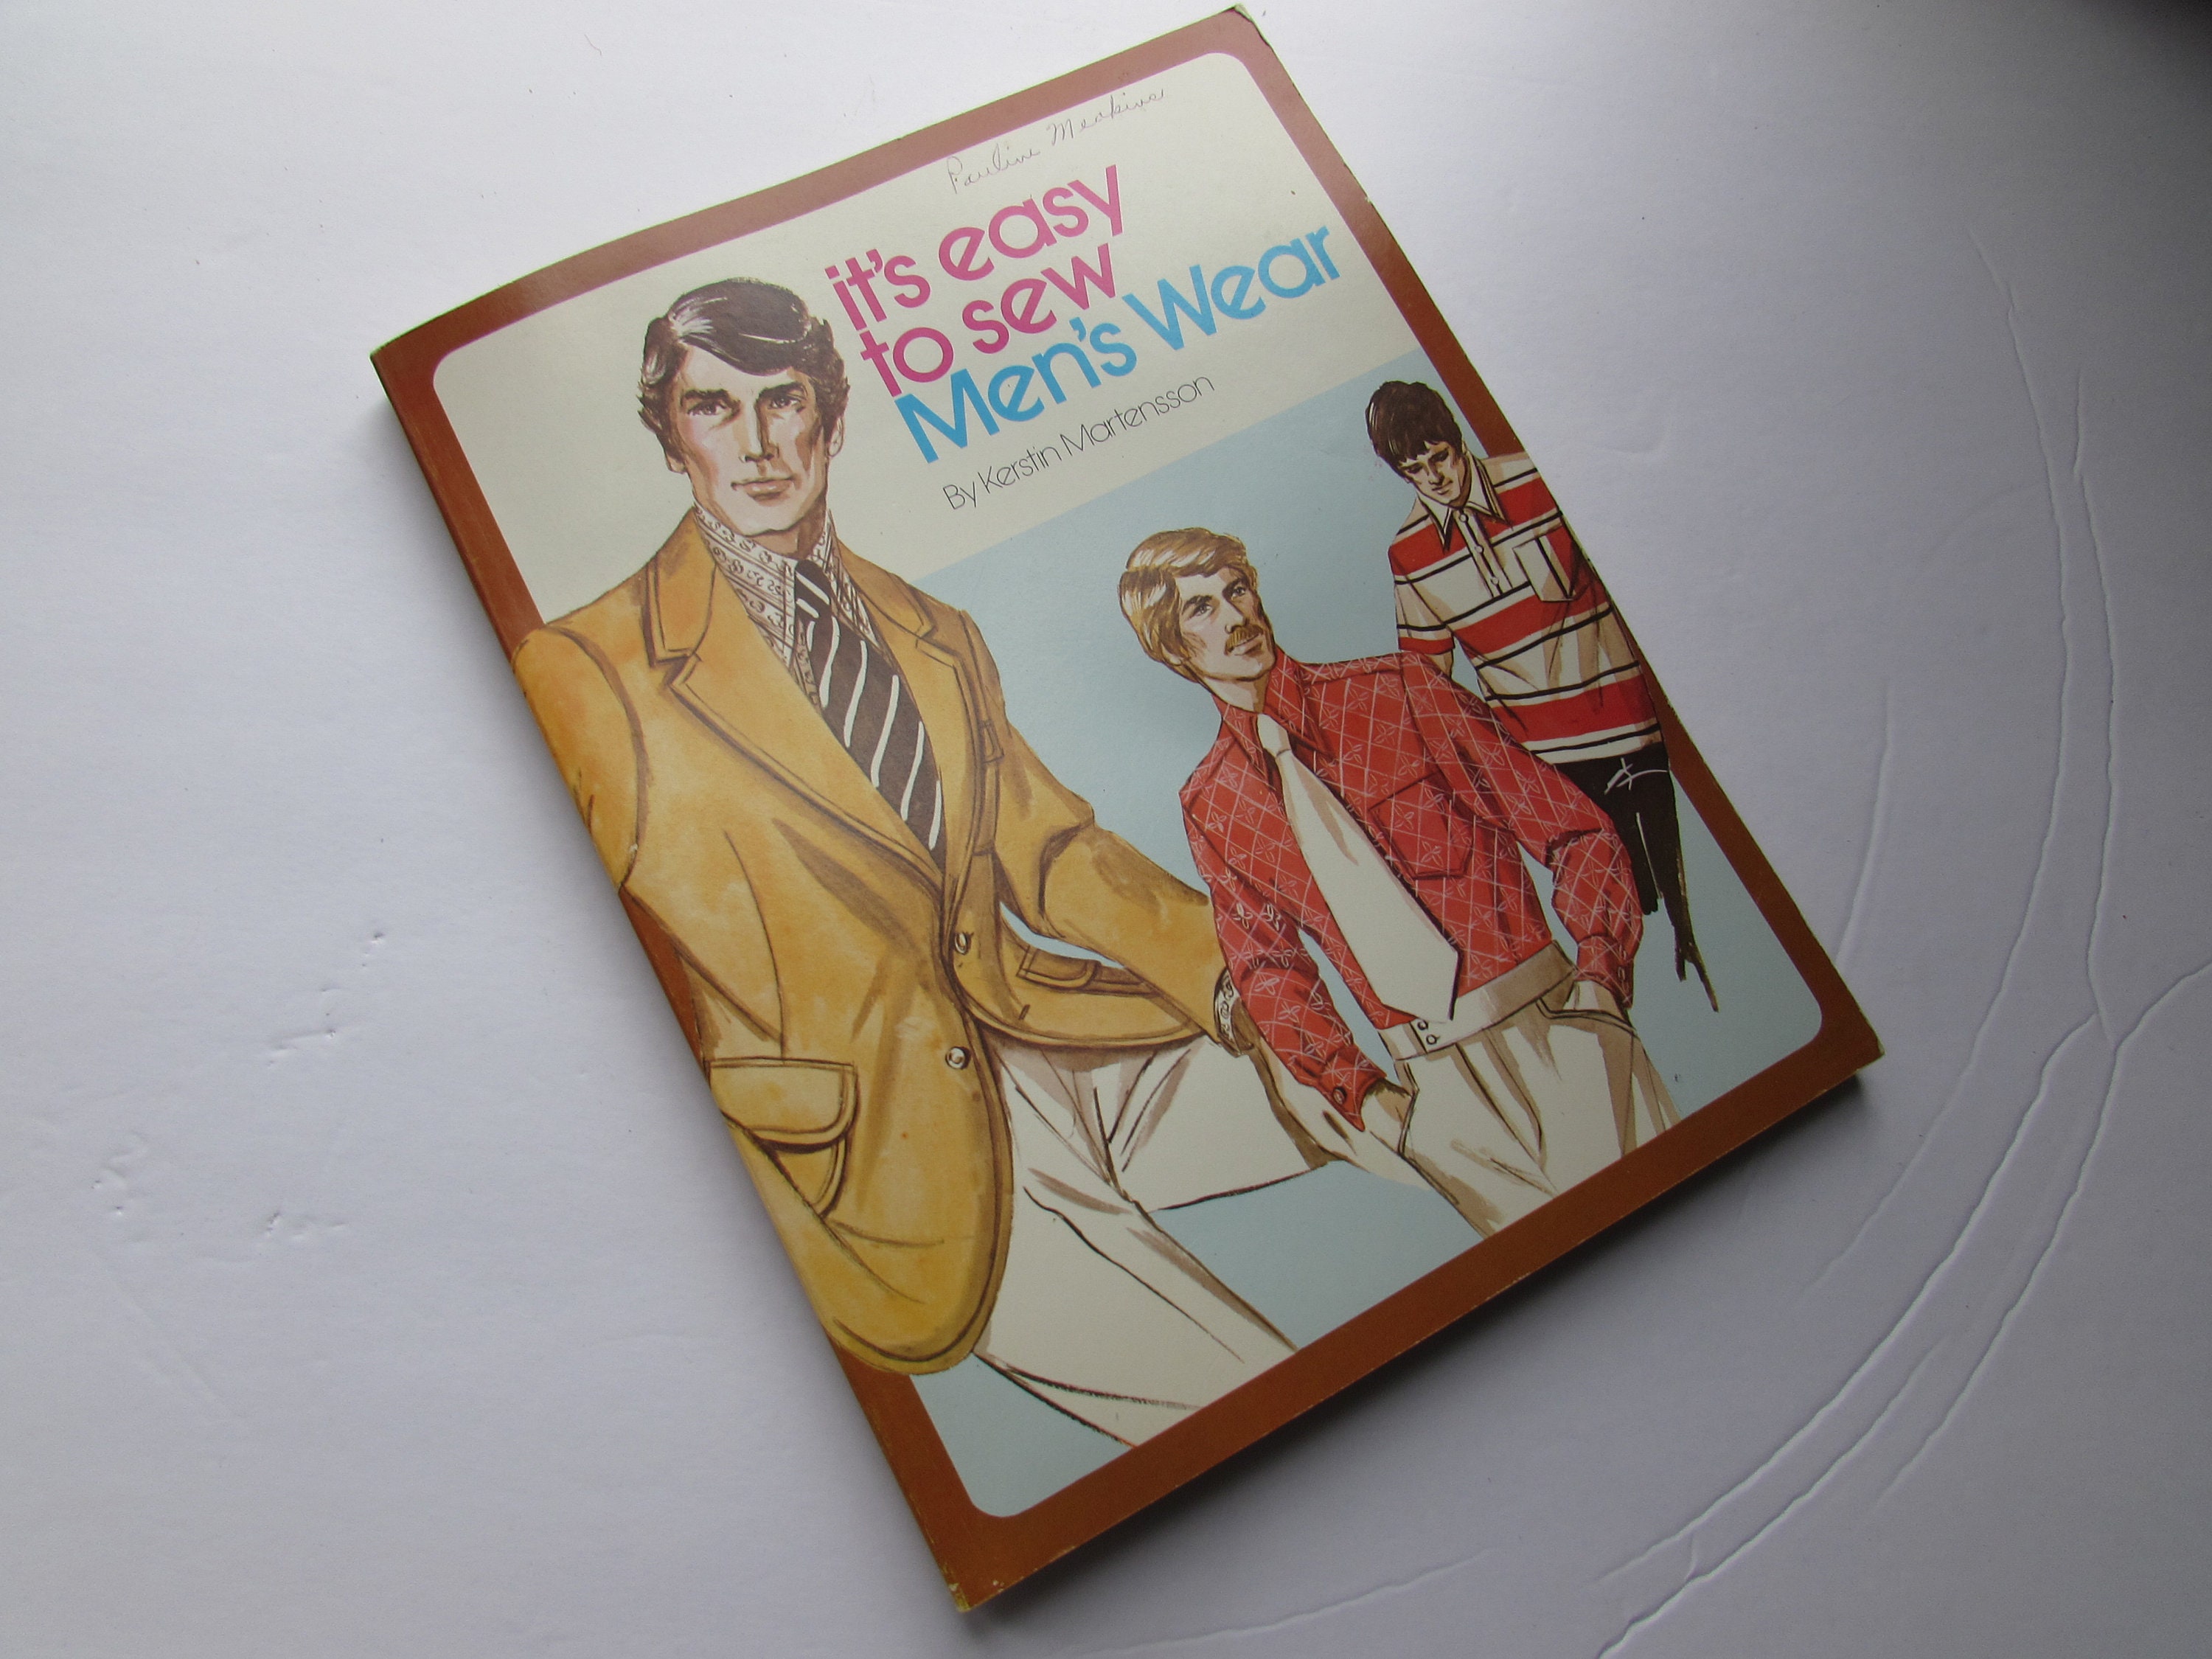 Pauline Meakins
it's easy
to sew
Men's Wear
By Kerstin Martensson